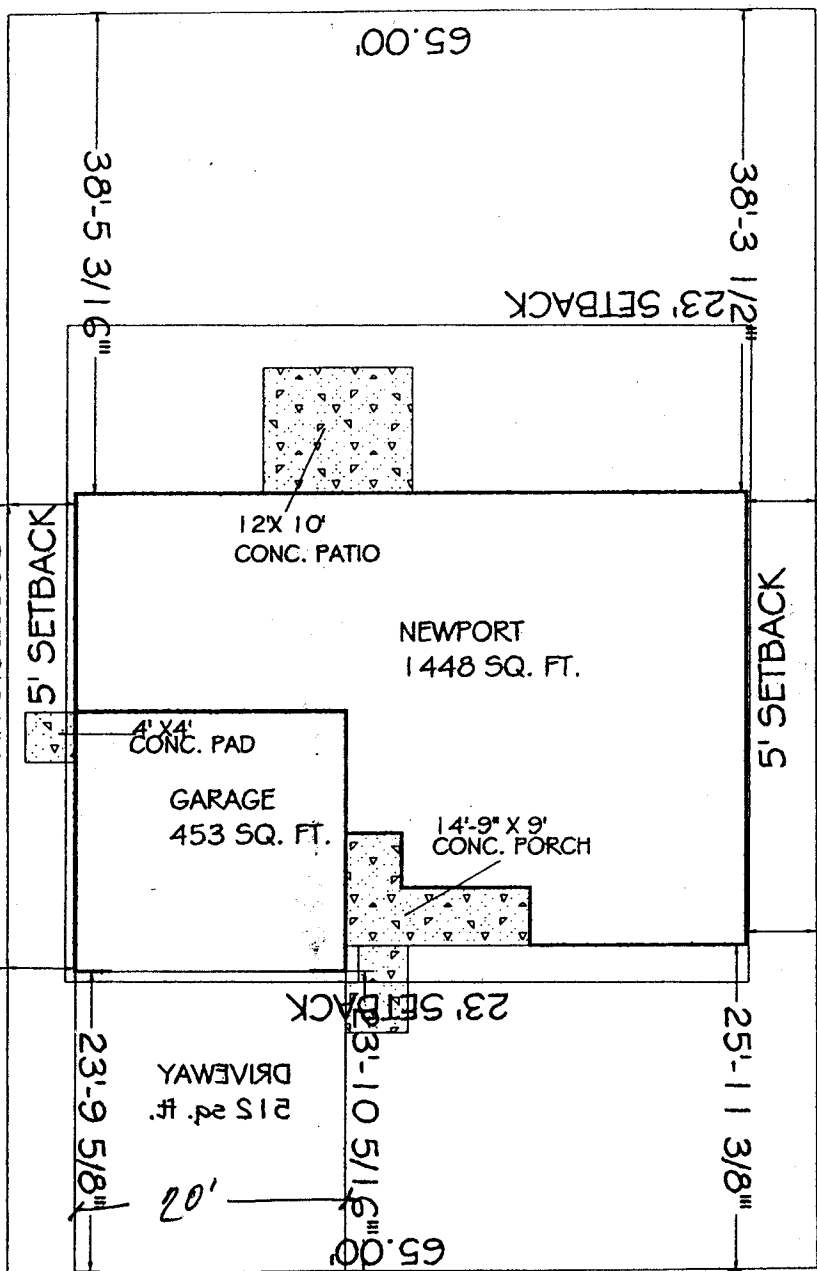 65.00'
38'-5 3/16"
38'-3 1/2"
23' SETBACK
5' SETBACK
12'X 10'
CONC. PATIO
NEWPORT
1448 SQ. FT.
5' SETBACK
4' X4'
CONC. PAD
GARAGE
453 SQ. FT.
14'-9" X 9'
CONC. PORCH
23' SETBACK
DRIVEWAY
512 sq. ft.
23'-9 5/8"
23'-10 5/16"
25'-11 3/8"
20'
65.00'